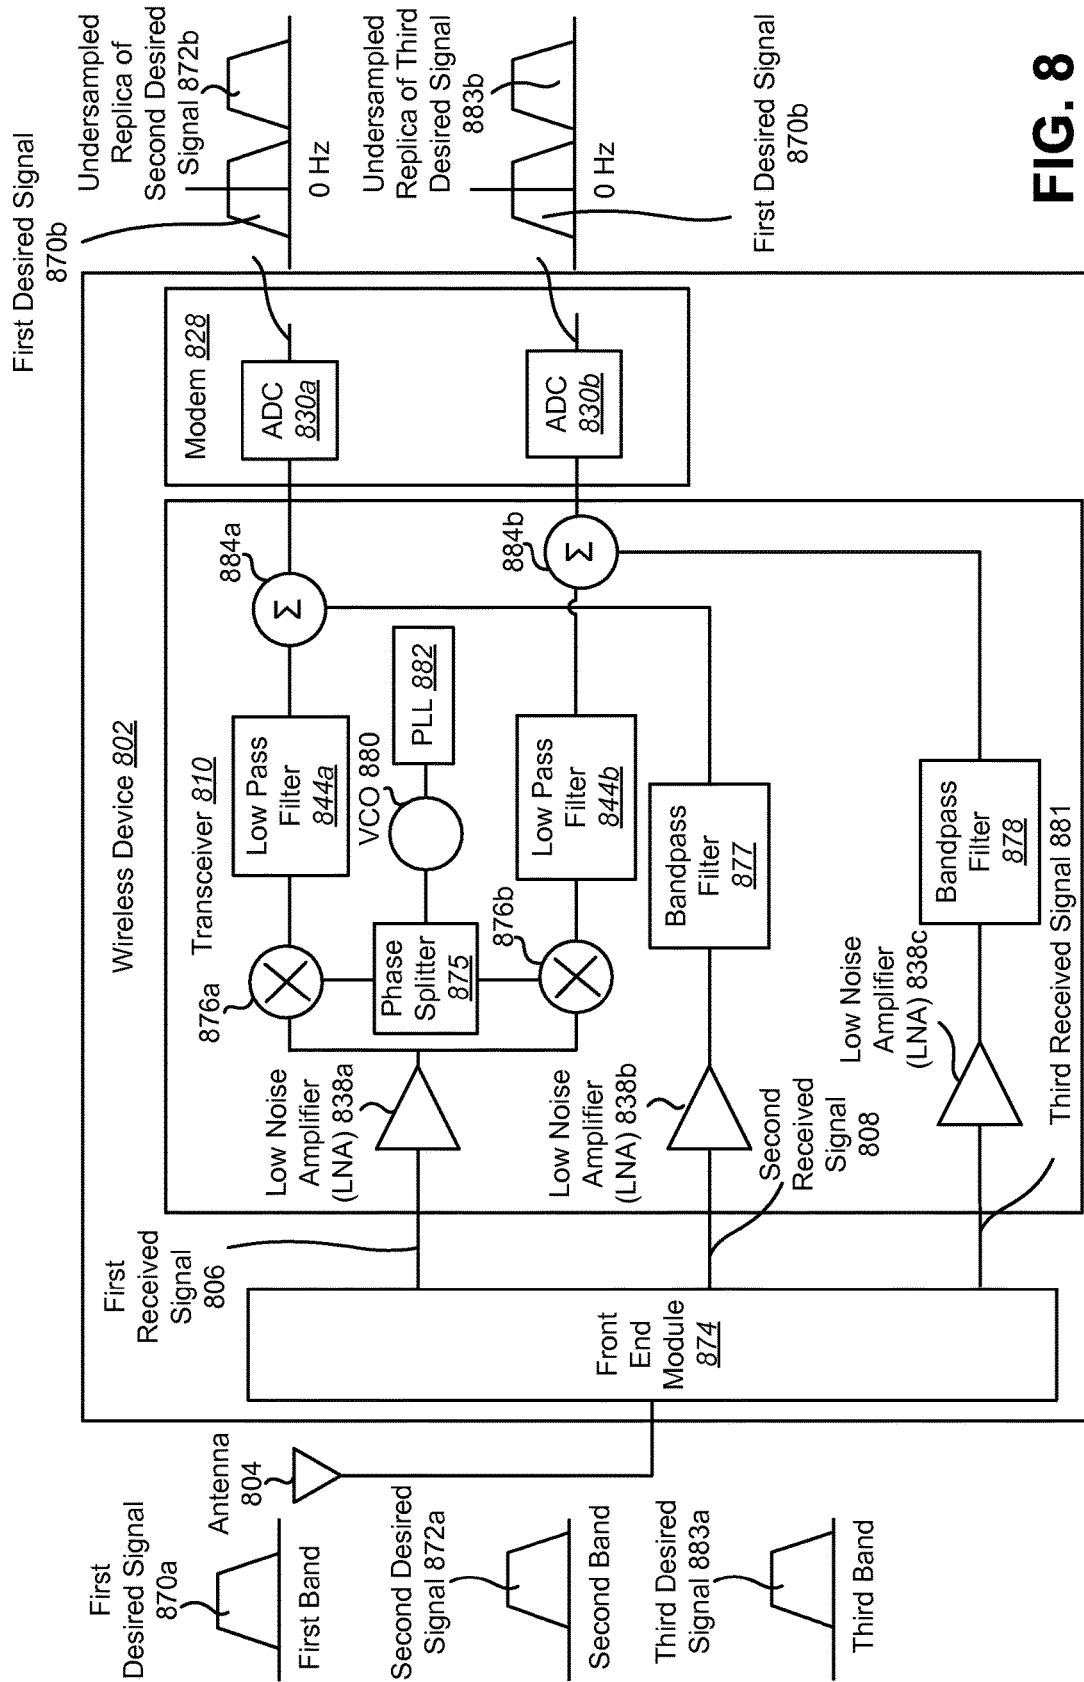 First
Desired Signal
870a
First Band
Second Desired
Signal 872a
Second Band
Third Desired
Signal 883a
Third Band
Antenna
804
Wireless Device 802
Front
End
Module
874
First
Received
Signal
806
Second
Received
Signal
808
Third Received Signal 881
Transceiver 810
Low Noise
Amplifier
(LNA) 838a
Low Noise
Amplifier
(LNA) 838b
Low Noise
Amplifier
(LNA) 838c
876a
Phase
Splitter
875
876b
VCO 880
PLL 882
Low Pass
Filter
844a
Low Pass
Filter
844b
Bandpass
Filter
877
Bandpass
Filter
878
884a
Σ
884b
Σ
Modem 828
ADC
830a
ADC
830b
First Desired Signal
870b
Undersampled
Replica of
Second Desired
Signal 872b
0 Hz
Undersampled
Replica of Third
Desired Signal
883b
0 Hz
First Desired Signal
870b
FIG. 8